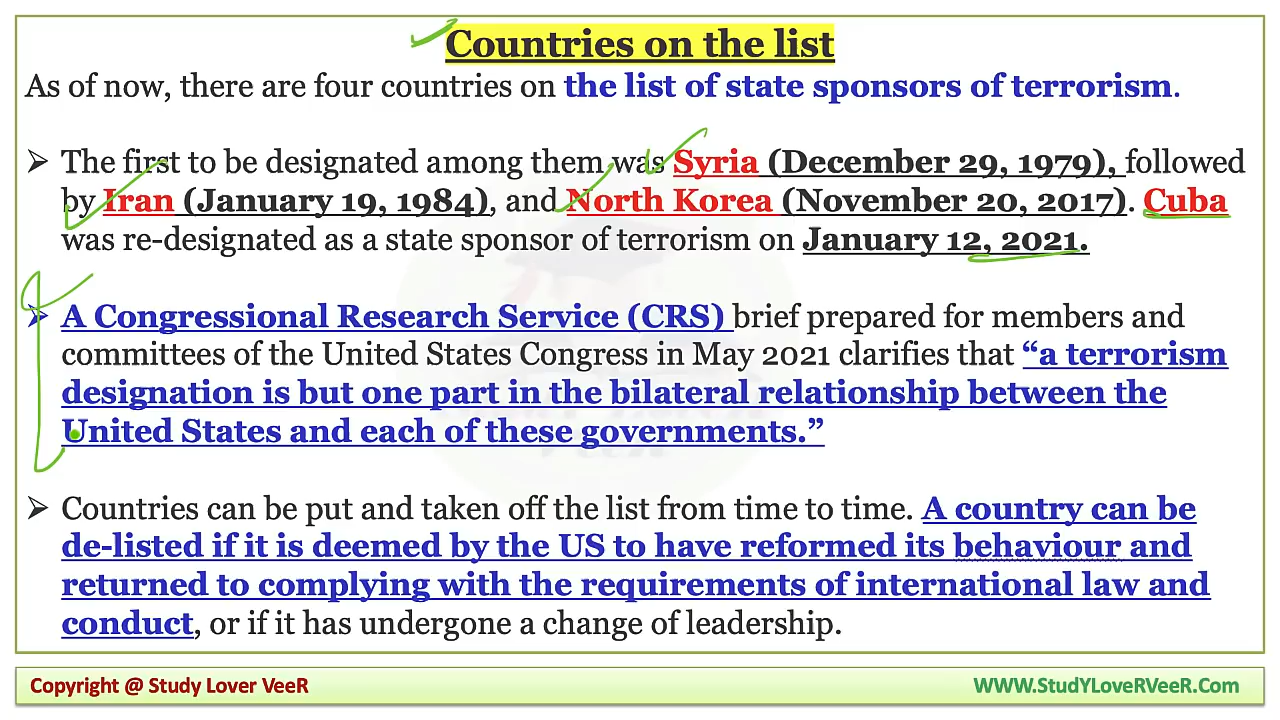 Countries on the list
As of now, there are four countries on the list of state sponsors of terrorism.
➤ The first to be designated among them was Syria (December 29, 1979), followed
by Iran (January 19, 1984), and North Korea (November 20, 2017). Cuba
was re-designated as a state sponsor of terrorism on January 12, 2021.
➤ A Congressional Research Service (CRS) brief prepared for members and
committees of the United States Congress in May 2021 clarifies that “a terrorism
designation is but one part in the bilateral relationship between the
United States and each of these governments.”
➤ Countries can be put and taken off the list from time to time. A country can be
de-listed if it is deemed by the US to have reformed its behaviour and
returned to complying with the requirements of international law and
conduct, or if it has undergone a change of leadership.
Copyright @ Study Lover VeeR
WWW.StudYLoveRVeeR.Com